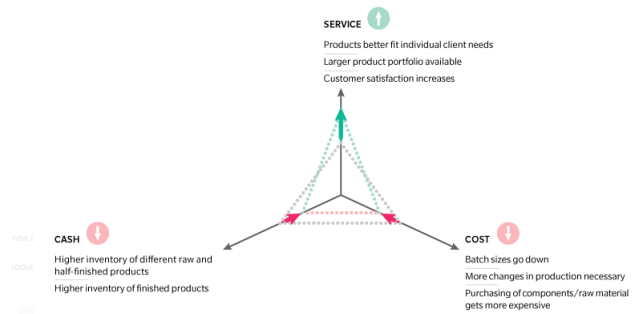 SERVICE
Products better fit individual client needs
Larger product portfolio available
Customer satisfaction increases
CASH
Higher inventory of different raw and
half-finished products
Higher inventory of finished products
COST
Batch sizes go down
More changes in production necessary
Purchasing of components/raw material
gets more expensive
raw